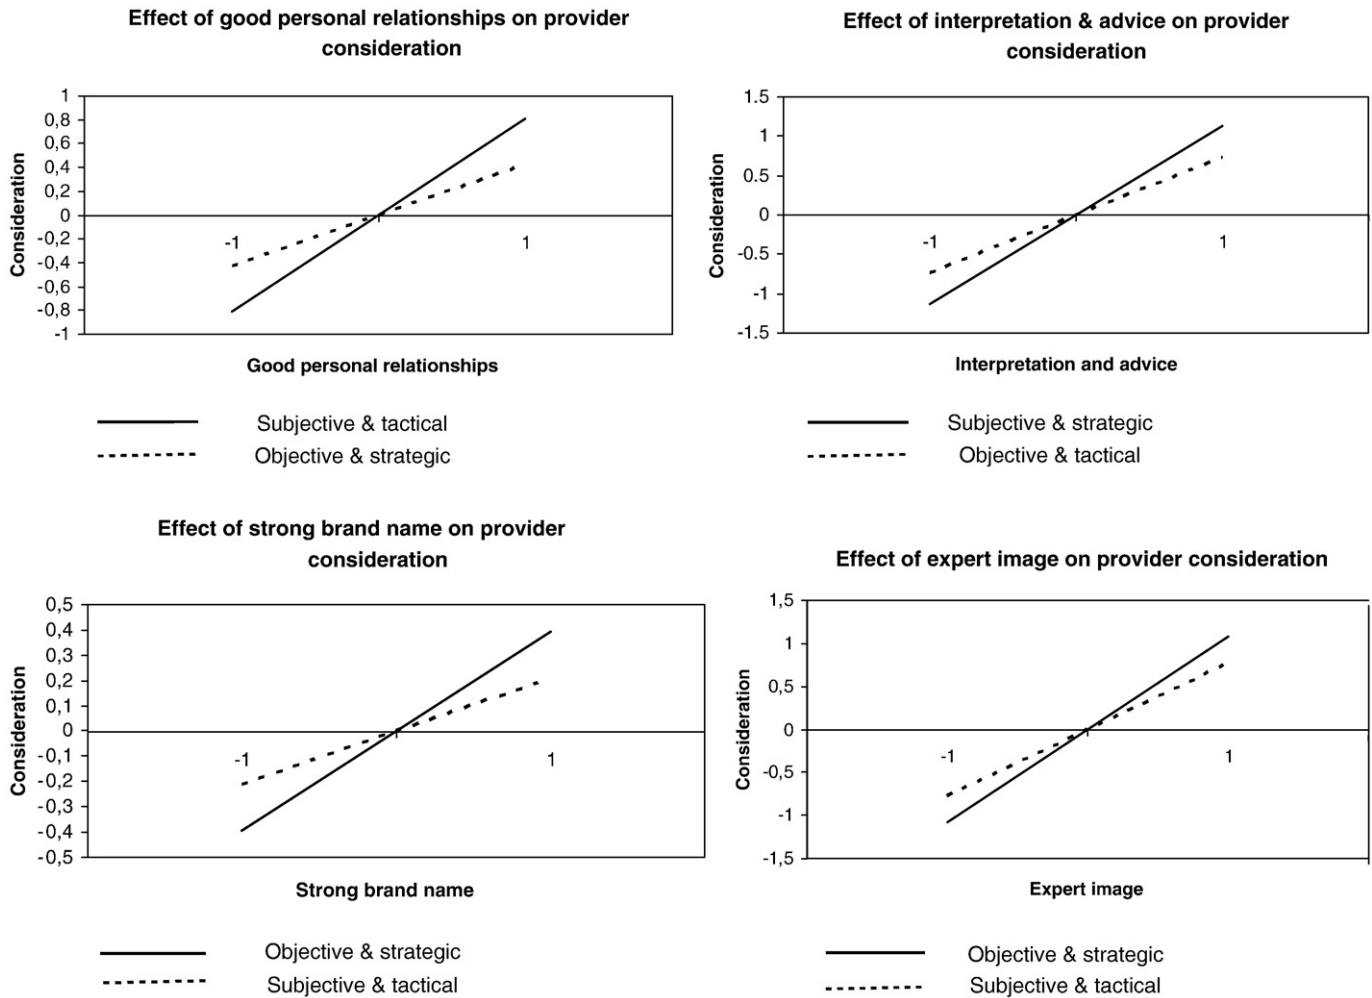 Effect of good personal relationships on provider
consideration
1
0,8
0,6
0,4
0,2
0
-0,2
-0,4
-0,6
-0,8
-1
Consideration
-1
1
Good personal relationships
Subjective & tactical
Objective & strategic
Effect of interpretation & advice on provider
consideration
1.5
1
0.5
0
-0.5
-1
-1.5
Consideration
-1
1
Interpretation and advice
Subjective & strategic
Objective & tactical
Effect of strong brand name on provider
consideration
0,5
0,4
0,3
0,2
0,1
0
-0,1
-0,2
-0,3
-0,4
-0,5
Consideration
-1
1
Strong brand name
Objective & strategic
Subjective & tactical
Effect of expert image on provider consideration
1,5
1
0,5
0
-0,5
-1
-1,5
Consideration
-1
1
Expert image
Objective & strategic
Subjective & tactical